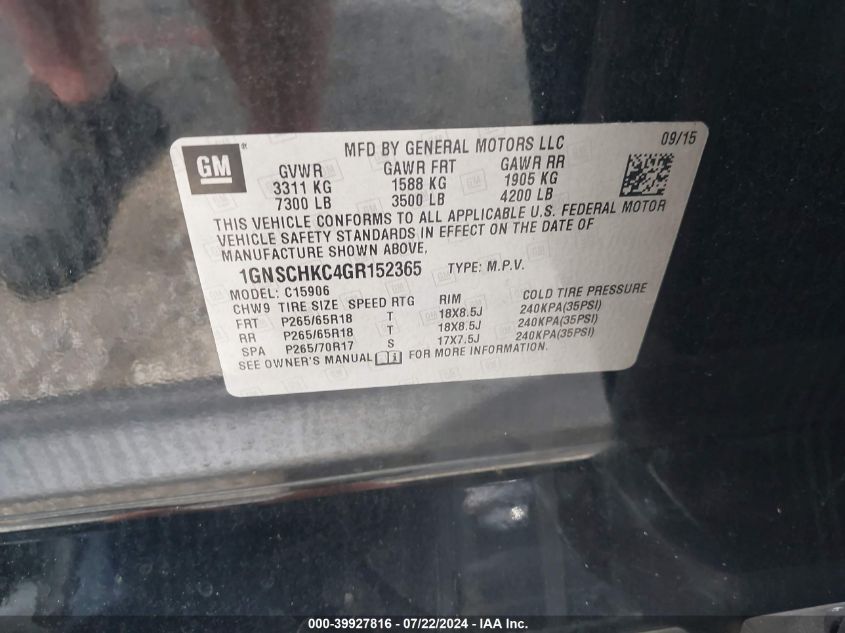 GM
MFD BY GENERAL MOTORS LLC
09/15
GVWR GAWR FRT GAWR RR
3311 KG 1588 KG 1905 KG
7300 LB 3500 LB 4200 LB
THIS VEHICLE CONFORMS TO ALL APPLICABLE U.S. FEDERAL MOTOR
VEHICLE SAFETY STANDARDS IN EFFECT ON THE DATE OF
MANUFACTURE SHOWN ABOVE.
1GNSCHKC4GR152365 TYPE: M.P.V.
MODEL: C15906
CHW9 TIRE SIZE SPEED RTG RIM COLD TIRE PRESSURE
FRT P265/65R18 T 18X8.5J 240KPA(35PSI)
RR P265/65R18 T 18X8.5J 240KPA(35PSI)
SPA P265/70R17 S 17X7.5J 240KPA(35PSI)
SEE OWNER'S MANUAL i FOR MORE INFORMATION.
000-39927816 - 07/22/2024 - IAA Inc.